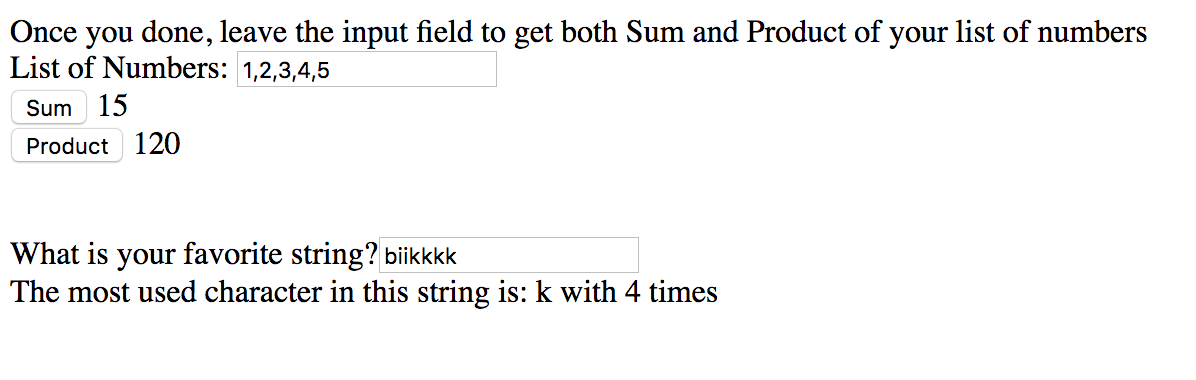 Once you done, leave the input field to get both Sum and Product of your list of numbers
List of Numbers: 1,2,3,4,5
Sum 15
Product 120
What is your favorite string? biikkkk
The most used character in this string is: k with 4 times